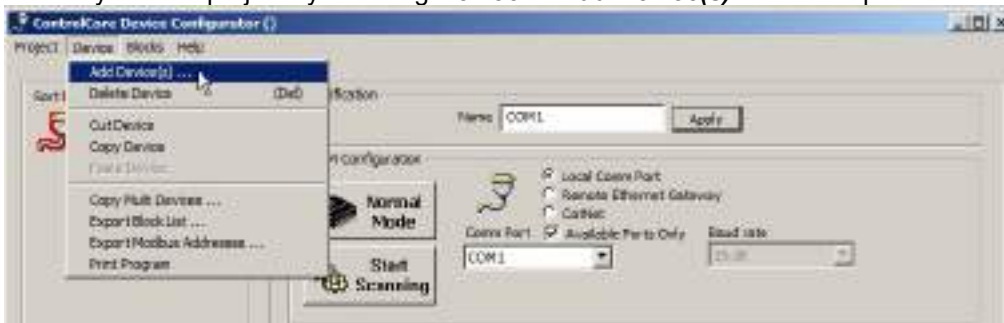 ControlCore Device Configurator ()
Project Device Blocks Help
Add Device(s) ...
Delete Device (Del)
Cut Device
Copy Device
Paste Device
Copy Multi Devices ...
Export Block List ...
Export Modbus Addresses ...
Print Program
Name COM1 Apply
Configuration
Normal Mode
Start Scanning
Local Comm Port
Remote Ethernet Gateway
CatNet
Comm Port Available Ports Only Baud rate
COM1